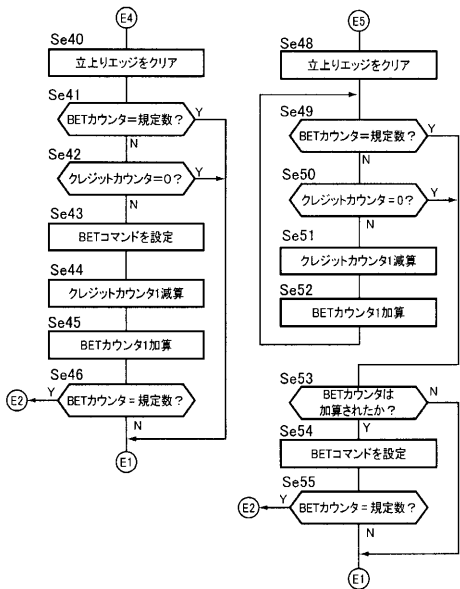 E4
Se40
立上りエッジをクリア
Se41
BETカウンタ=規定数?
Y
N
Se42
クレジットカウンタ=0?
Y
N
Se43
BETコマンドを設定
Se44
クレジットカウンタ1減算
Se45
BETカウンタ1加算
Se46
BETカウンタ=規定数?
Y
E2
N
E1
E5
Se48
立上りエッジをクリア
Se49
BETカウンタ=規定数?
Y
N
Se50
クレジットカウンタ=0?
Y
N
Se51
クレジットカウンタ1減算
Se52
BETカウンタ1加算
Se53
BETカウンタは
加算されたか?
N
Y
Se54
BETコマンドを設定
Se55
BETカウンタ=規定数?
Y
E2
N
E1